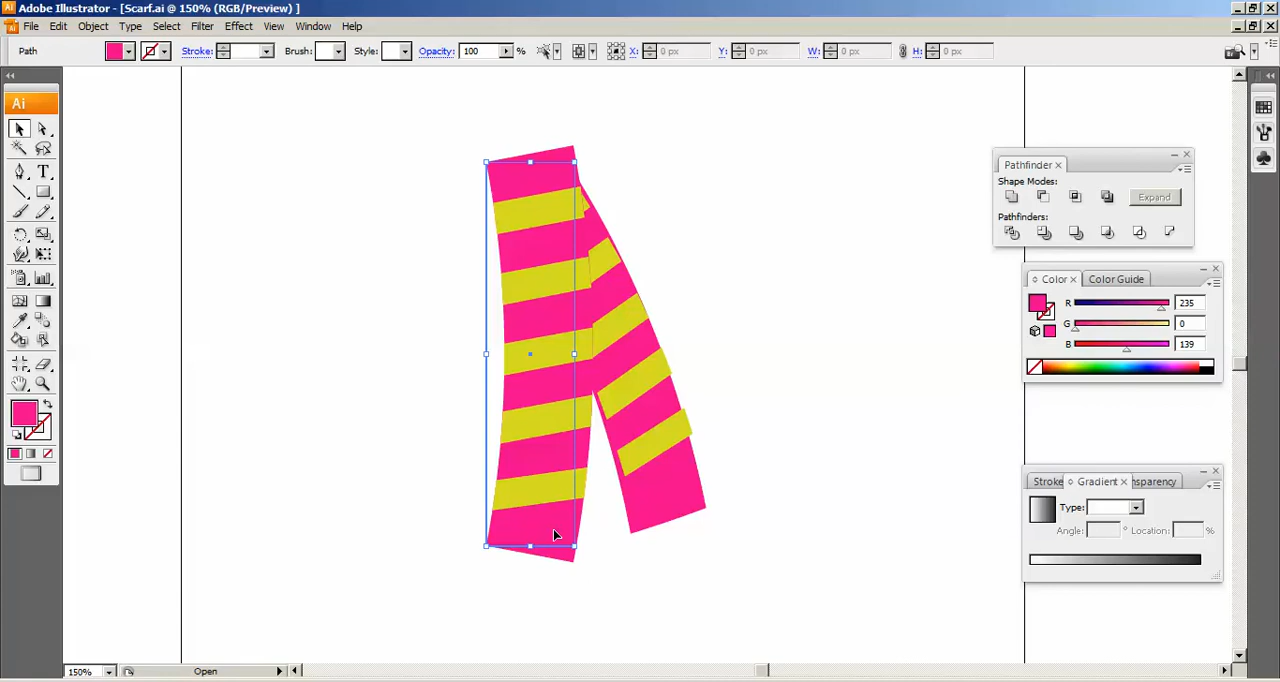 Adobe Illustrator - [Scarf.ai @ 150% (RGB/Preview) ]
File Edit Object Type Select Filter Effect View Window Help
Path Stroke: Brush: Style: Opacity: 100 % X: 0 px Y: 0 px W: 0 px H: 0 px
Ai
T
Pathfinder x
Shape Modes:
Expand
Pathfinders:
Color x Color Guide
R 235
G 0
B 139
Stroke Gradient x nsparency
Type:
Angle: ° Location: %
150% Open